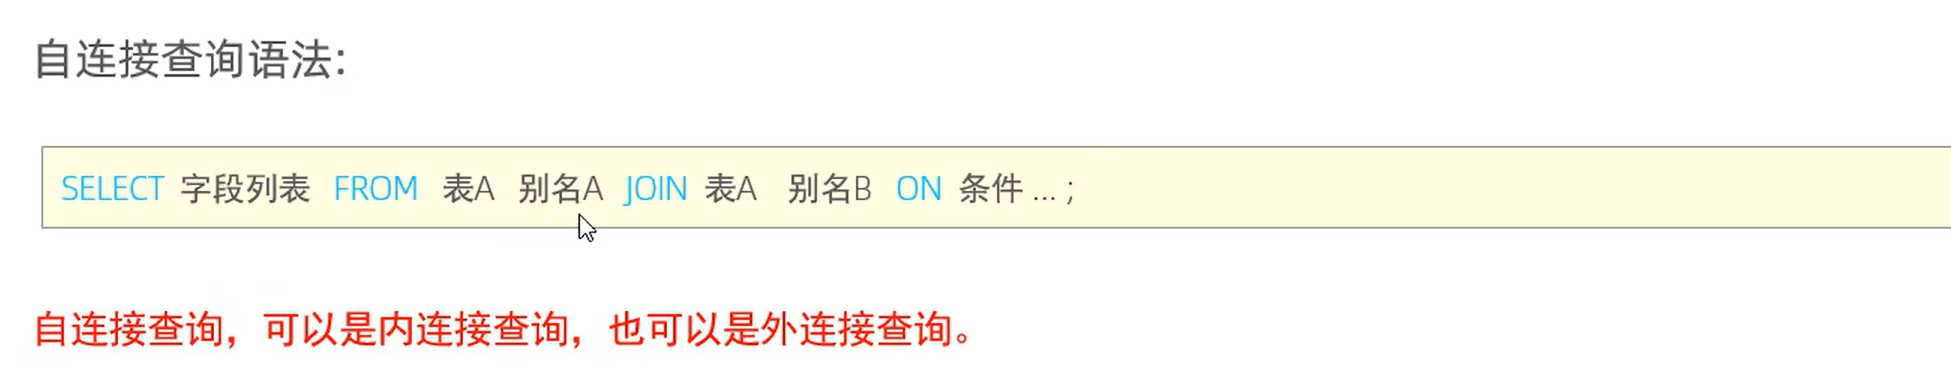 自连接查询语法:
SELECT 字段列表 FROM 表A 别名A JOIN 表A 别名B ON 条件 ... ;
自连接查询，可以是内连接查询，也可以是外连接查询。